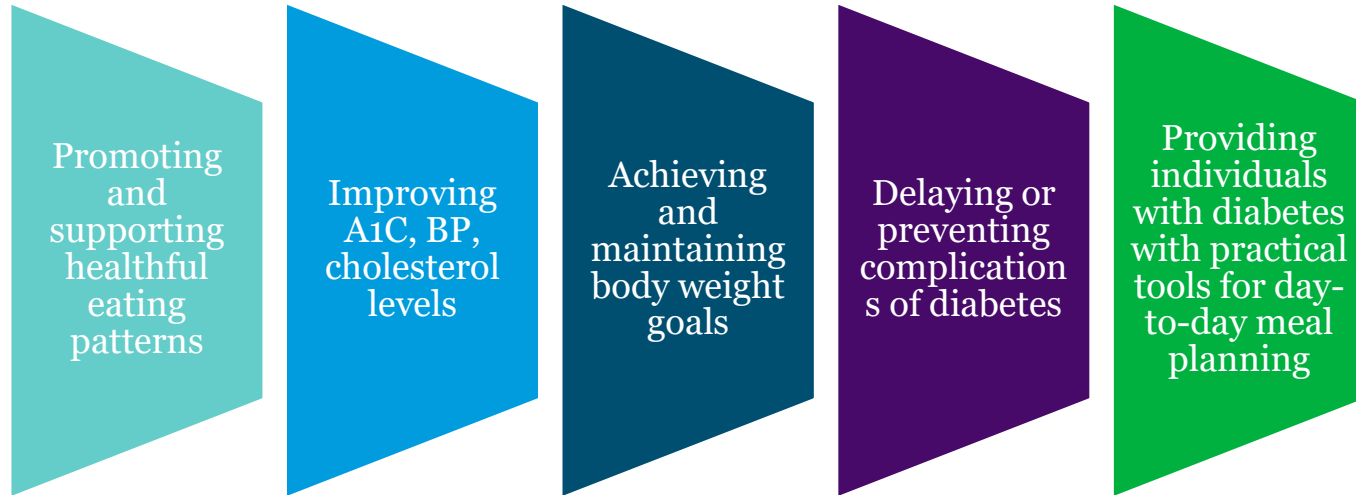 Promoting
and
supporting
healthful
eating
patterns
Improving
A1C, BP,
cholesterol
levels
Achieving
and
maintaining
body weight
goals
Delaying or
preventing
complication
s of diabetes
Providing
individuals
with diabetes
with practical
tools for day-
to-day meal
planning